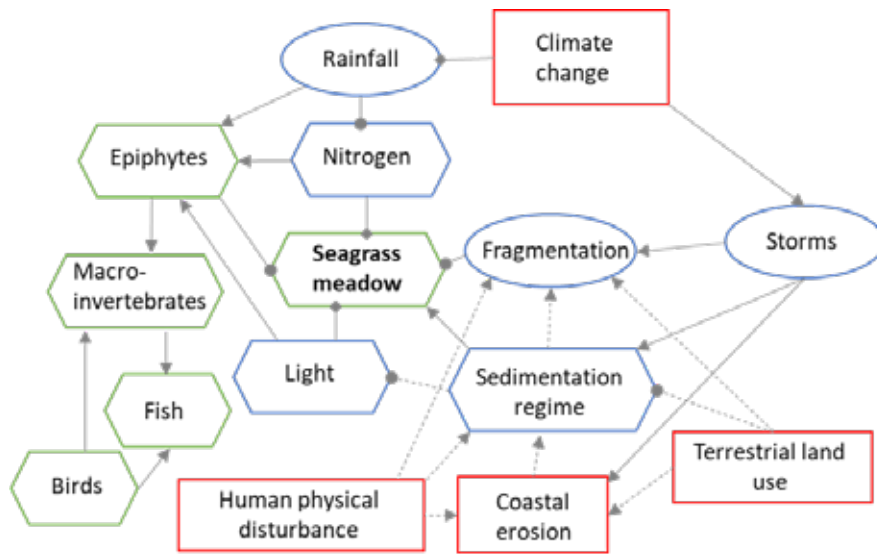 Rainfall
Climate
change
Epiphytes
Nitrogen
Seagrass
meadow
Fragmentation
Storms
Macro-
invertebrates
Light
Sedimentation
regime
Fish
Birds
Human physical
disturbance
Coastal
erosion
Terrestrial land
use